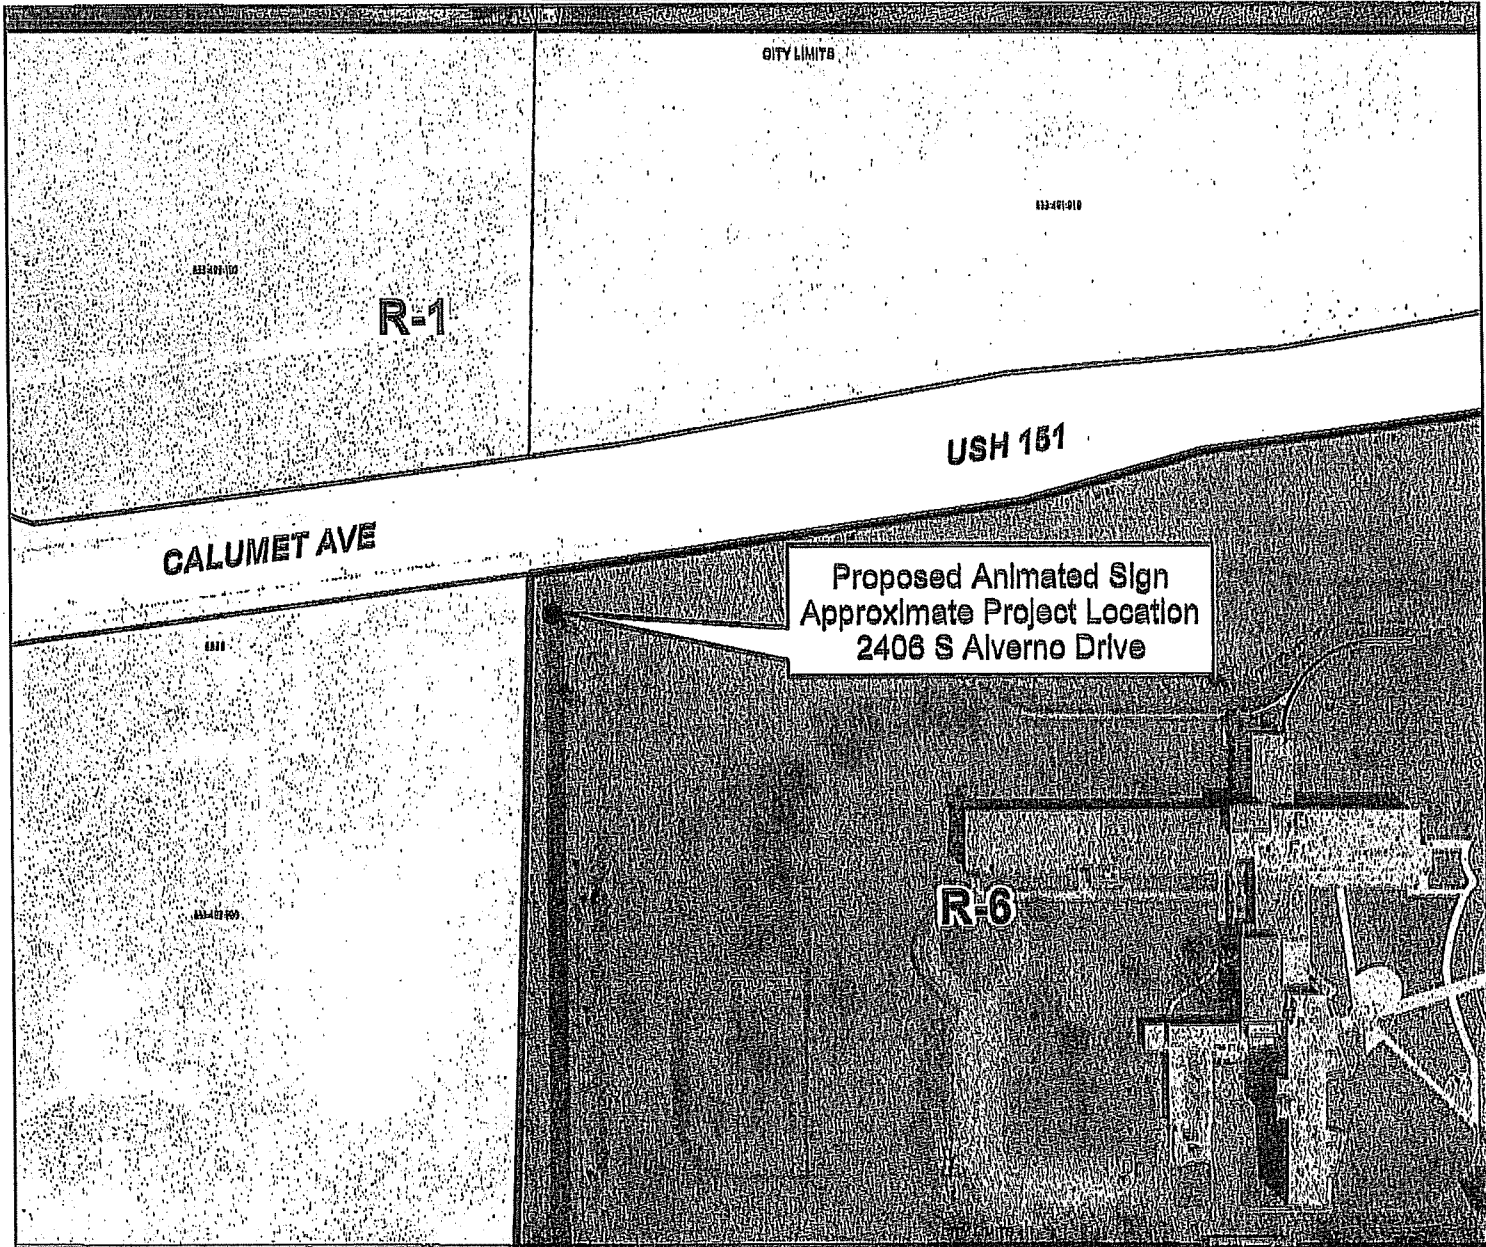 CITY LIMITS
R-1
USH 151
CALUMET AVE
Proposed Animated Sign
Approximate Project Location
2406 S Alverno Drive
R-6